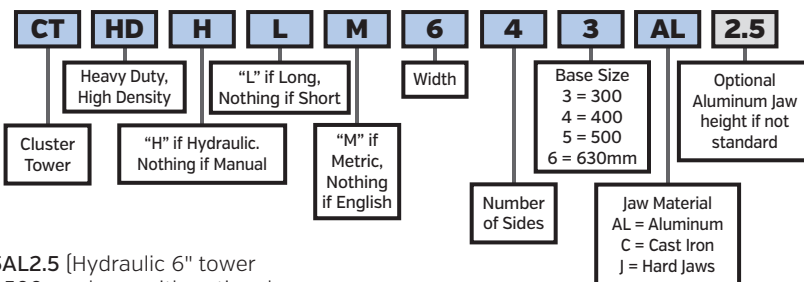 CT HD H L M 6 4 3 AL 2.5
Heavy Duty,
High Density
"L" if Long,
Nothing if Short
Width
Base Size
3 = 300
4 = 400
5 = 500
6 = 630mm
Optional
Aluminum Jaw
height if not
standard
Cluster
Tower
"H" if Hydraulic.
Nothing if Manual
"M" if
Metric,
Nothing
if English
Number
of Sides
Jaw Material
AL = Aluminum
C = Cast Iron
J = Hard Jaws
AL2.5 (Hydraulic 6" tower